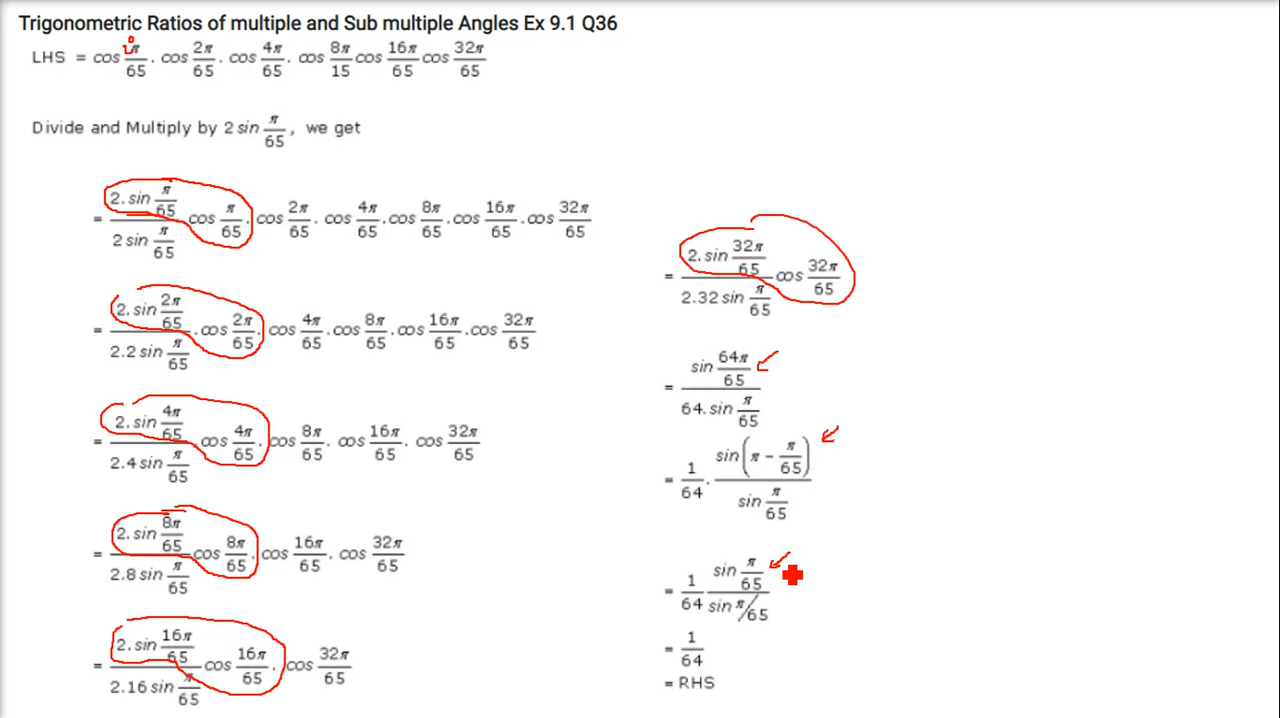 Trigonometric Ratios of multiple and Sub multiple Angles Ex 9.1 Q36
LHS = cos π/65 . cos 2π/65 . cos 4π/65 . cos 8π/15 cos 16π/65 cos 32π/65
Divide and Multiply by 2 sin π/65, we get
= (2. sin π/65)/(2 sin π/65) cos π/65 . cos 2π/65 . cos 4π/65 . cos 8π/65 . cos 16π/65 . cos 32π/65
= (2. sin 2π/65)/(2.2 sin π/65) . cos 2π/65 . cos 4π/65 . cos 8π/65 . cos 16π/65 . cos 32π/65
= (2. sin 4π/65)/(2.4 sin π/65) cos 4π/65 . cos 8π/65 . cos 16π/65 . cos 32π/65
= (2. sin 8π/65)/(2.8 sin π/65) cos 8π/65 . cos 16π/65 . cos 32π/65
= (2. sin 16π/65)/(2.16 sin π/65) cos 16π/65 . cos 32π/65
= (2. sin 32π/65)/(2.32 sin π/65) cos 32π/65
= (sin 64π/65)/(64. sin π/65)
= 1/64 . (sin(π − π/65))/(sin π/65)
= 1/64 (sin π/65)/(sin π/65)
= 1/64
= RHS